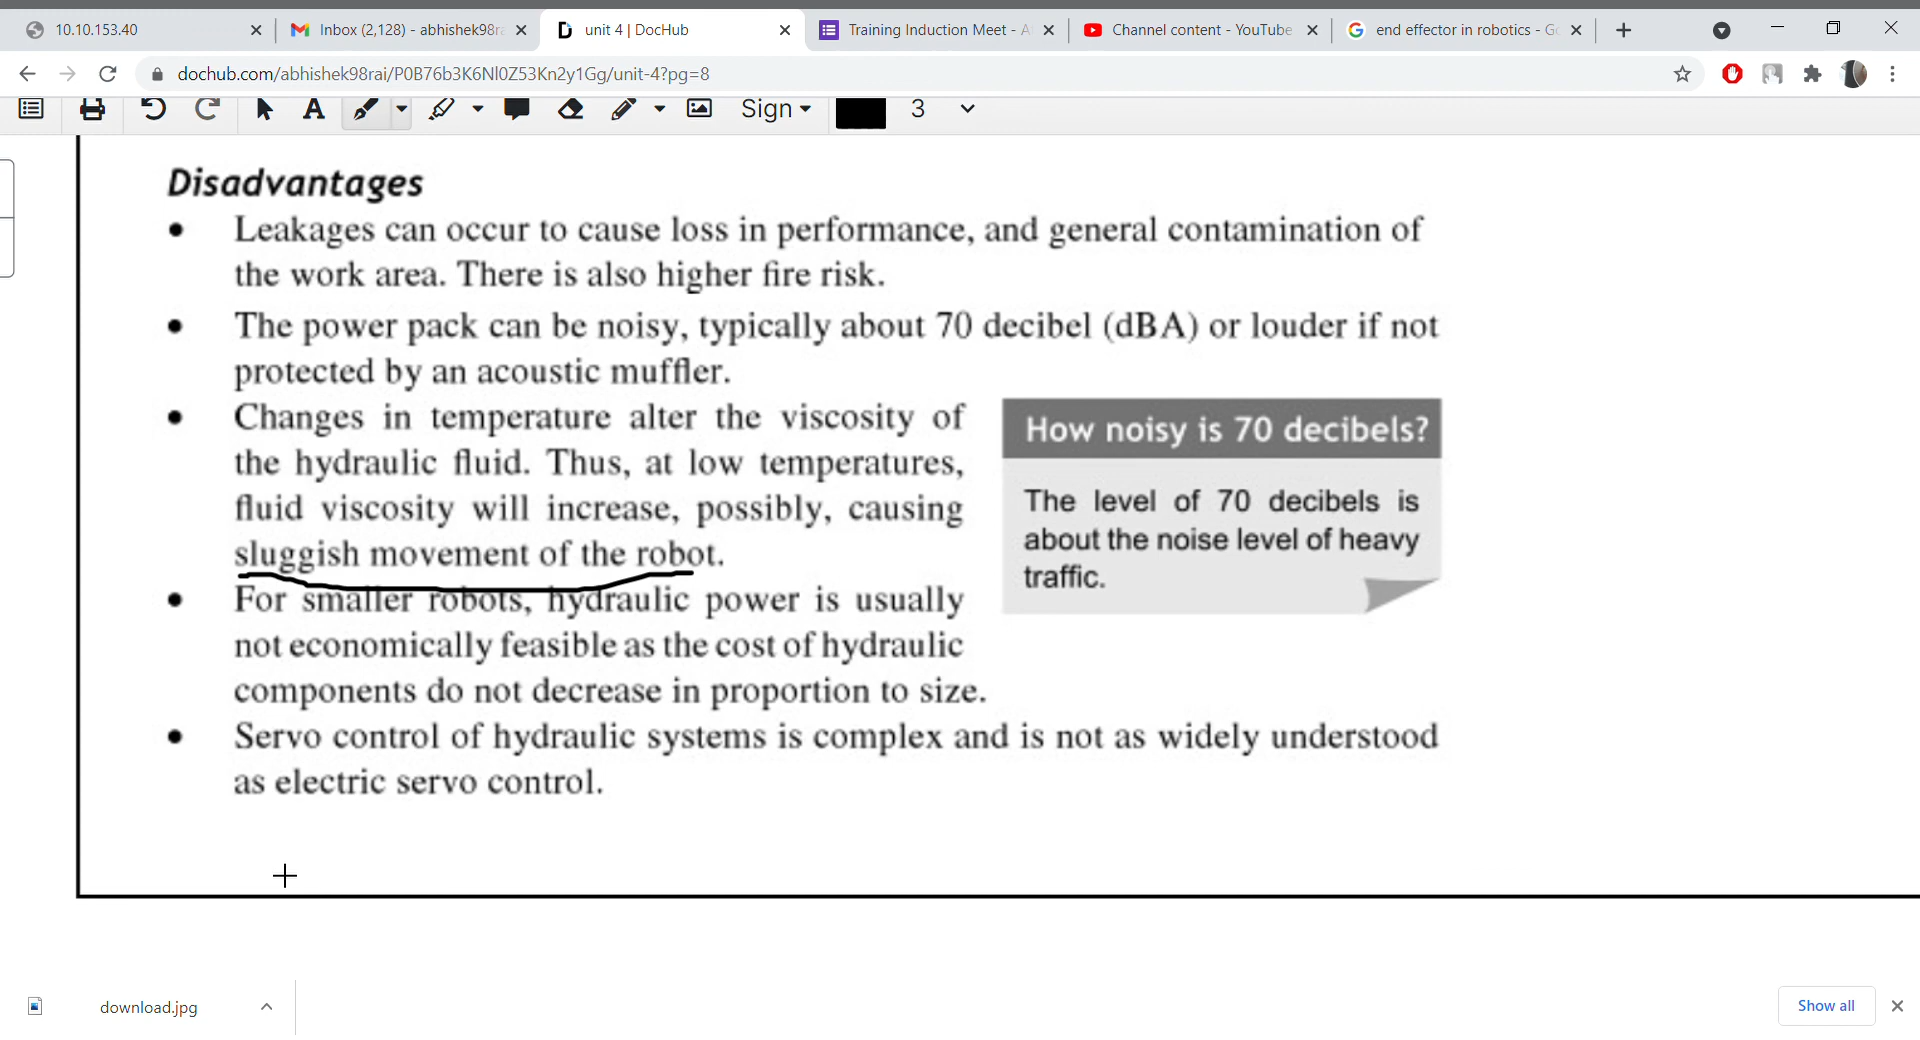 10.10.153.40
Inbox (2,128) - abhishek98r
unit 4 | DocHub
Training Induction Meet - A
Channel content - YouTube
end effector in robotics - G
dochub.com/abhishek98rai/P0B76b3K6Nl0Z53Kn2y1Gg/unit-4?pg=8
A
Sign
3
Disadvantages
• Leakages can occur to cause loss in performance, and general contamination of
the work area. There is also higher fire risk.
• The power pack can be noisy, typically about 70 decibel (dBA) or louder if not
protected by an acoustic muffler.
• Changes in temperature alter the viscosity of
the hydraulic fluid. Thus, at low temperatures,
fluid viscosity will increase, possibly, causing
sluggish movement of the robot.
• For smaller robots, hydraulic power is usually
not economically feasible as the cost of hydraulic
components do not decrease in proportion to size.
• Servo control of hydraulic systems is complex and is not as widely understood
as electric servo control.
How noisy is 70 decibels?
The level of 70 decibels is
about the noise level of heavy
traffic.
download.jpg
Show all